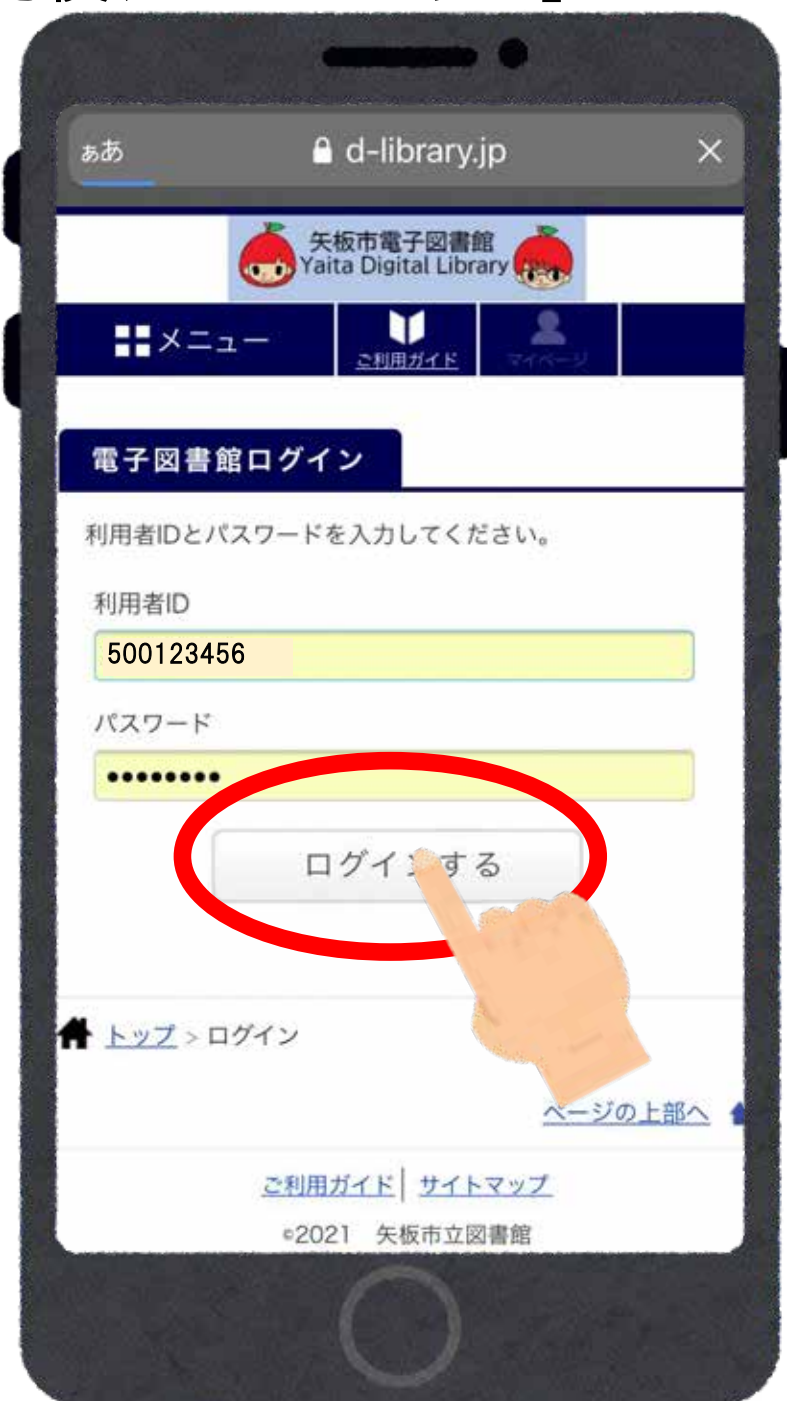 ぁあ d-library.jp ×
矢板市電子図書館
Yaita Digital Library
メニュー ご利用ガイド マイページ
電子図書館ログイン
利用者IDとパスワードを入力してください。
利用者ID
500123456
パスワード
••••••••
ログインする
トップ > ログイン
ページの上部へ
ご利用ガイド│ サイトマップ
©2021 矢板市立図書館